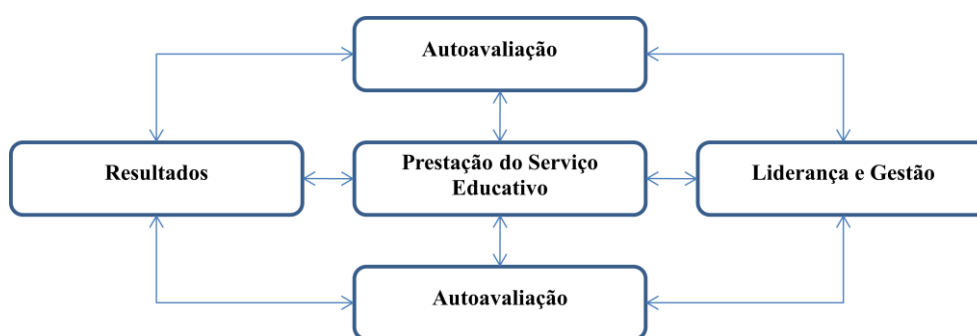 Autoavaliação
Resultados
Prestação do Serviço
Educativo
Liderança e Gestão
Autoavaliação